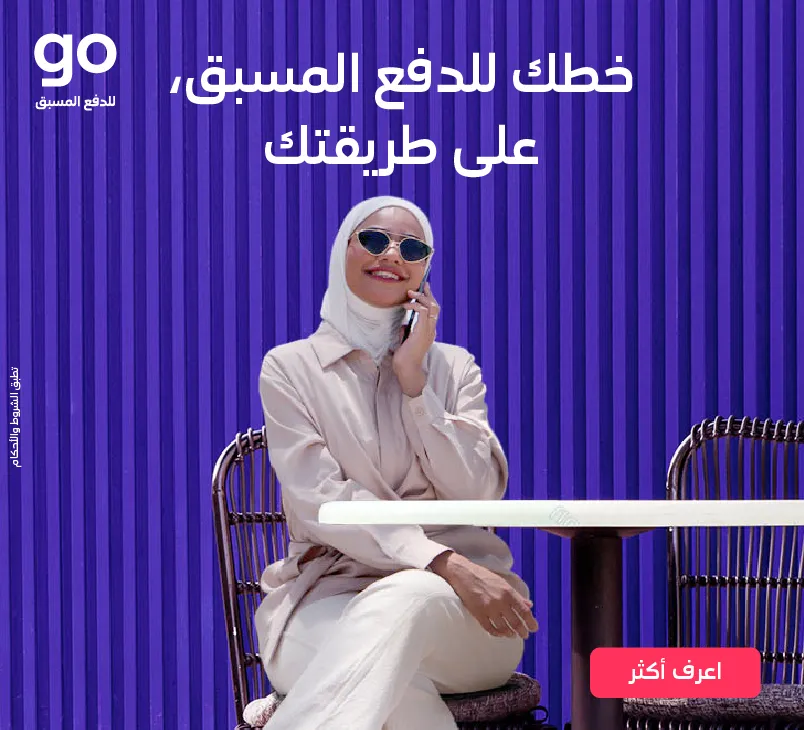 go
للدفع المسبق
خطك للدفع المسبق،
على طريقتك
تطبق الشروط والأحكام
اعرف أكثر